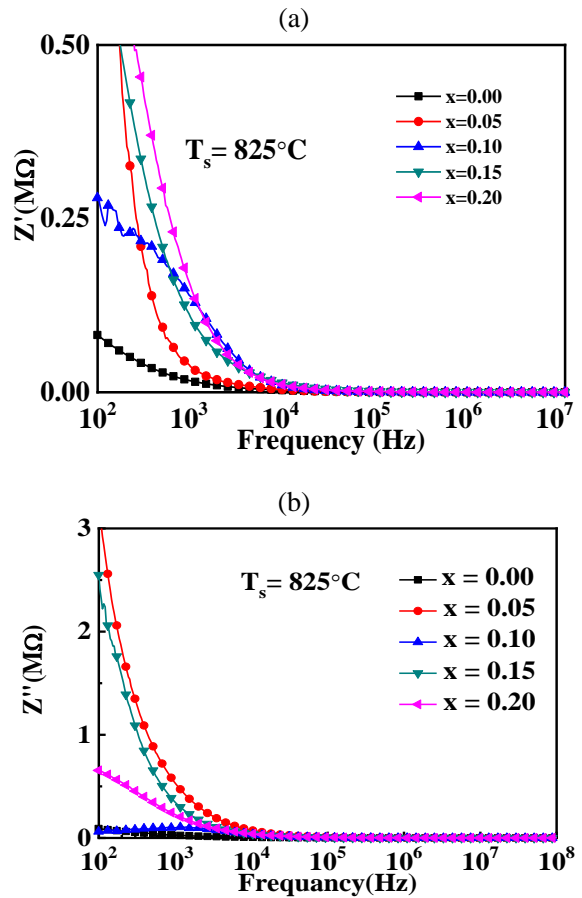 (a)
0.50
x=0.00
x=0.05
x=0.10
x=0.15
x=0.20
Tₛ= 825°C
Z'(MΩ)
0.25
0.00
10² 10³ 10⁴ 10⁵ 10⁶ 10⁷
Frequency (Hz)
(b)
3
Tₛ= 825°C
x = 0.00
x = 0.05
x = 0.10
x = 0.15
x = 0.20
2
Z"(MΩ)
1
0
10² 10³ 10⁴ 10⁵ 10⁶ 10⁷ 10⁸
Frequancy(Hz)